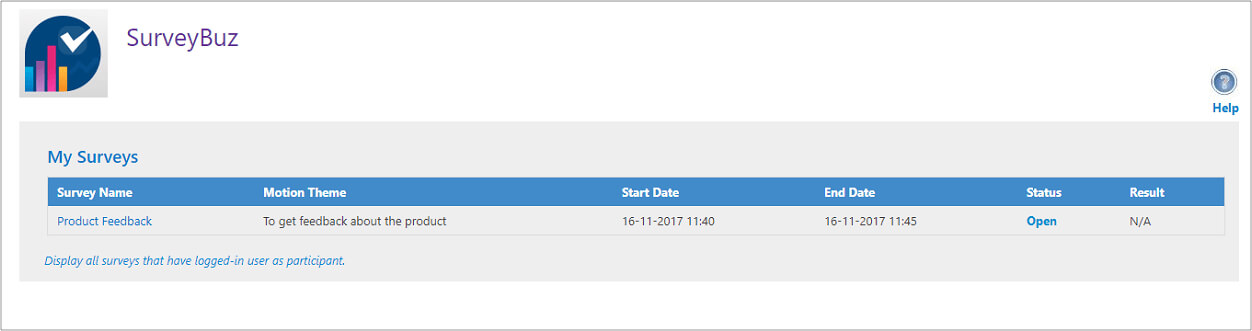 SurveyBuz
?
Help
My Surveys
Survey Name Motion Theme Start Date End Date Status Result
Product Feedback To get feedback about the product 16-11-2017 11:40 16-11-2017 11:45 Open N/A
Display all surveys that have logged-in user as participant.